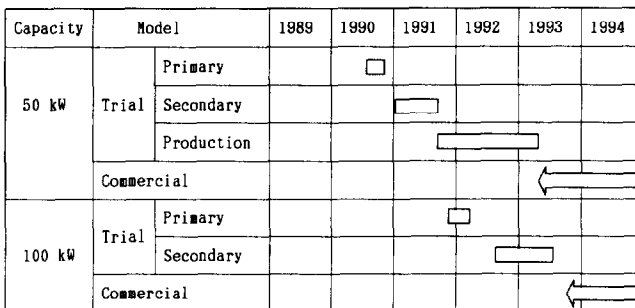 Capacity Model 1989 1990 1991 1992 1993 1994
Primary
50 kW Trial Secondary
Production
Commercial
Primary
Trial
100 kW Secondary
Commercial